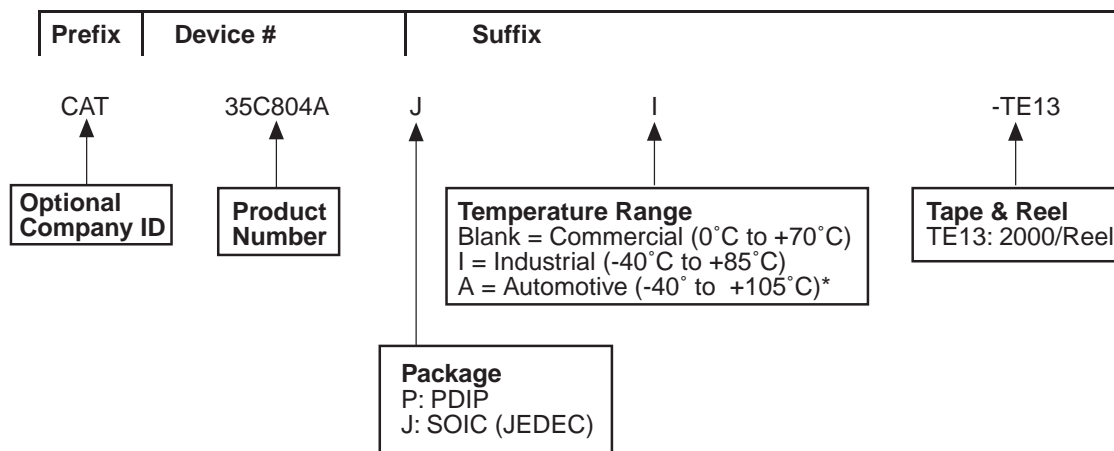 Prefix Device # Suffix
CAT 35C804A J I -TE13
Optional
Company ID
Product
Number
Temperature Range
Blank = Commercial (0˚C to +70˚C)
I = Industrial (-40˚C to +85˚C)
A = Automotive (-40˚ to +105˚C)*
Tape & Reel
TE13: 2000/Reel
Package
P: PDIP
J: SOIC (JEDEC)